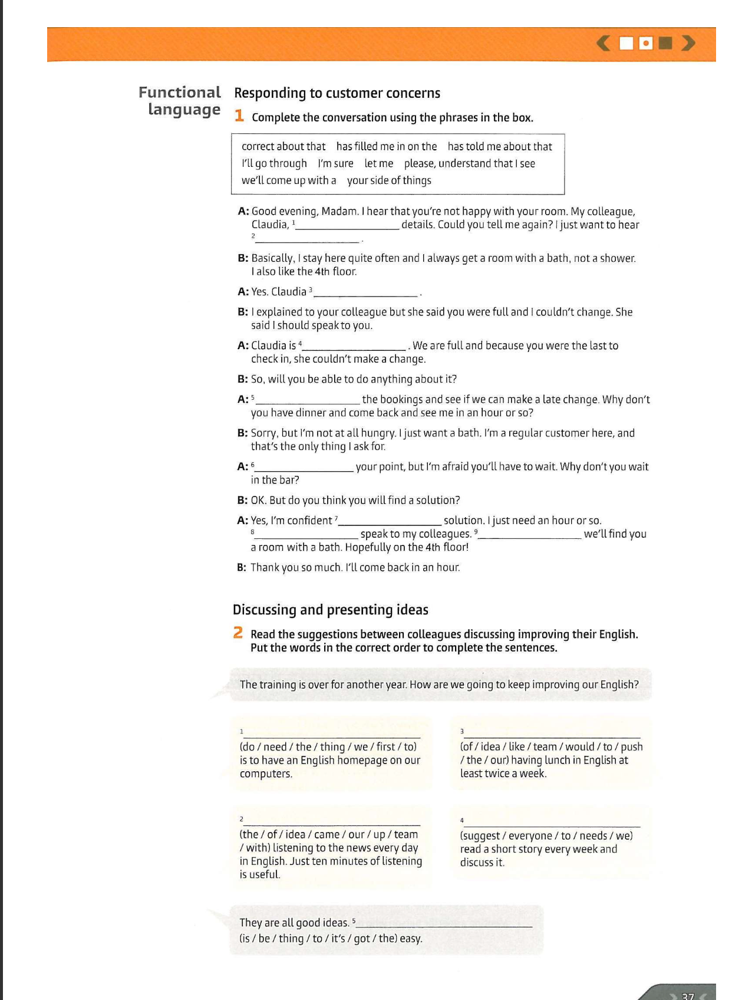 Functional
language
Responding to customer concerns
1 Complete the conversation using the phrases in the box.
correct about that has filled me in on the has told me about that
I'll go through I'm sure let me please, understand that I see
we'll come up with a your side of things
A: Good evening, Madam. I hear that you're not happy with your room. My colleague,
Claudia, 1__________________ details. Could you tell me again? I just want to hear
2__________________ .
B: Basically, I stay here quite often and I always get a room with a bath, not a shower.
I also like the 4th floor.
A: Yes. Claudia 3__________________ .
B: I explained to your colleague but she said you were full and I couldn't change. She
said I should speak to you.
A: Claudia is 4__________________ . We are full and because you were the last to
check in, she couldn't make a change.
B: So, will you be able to do anything about it?
A: 5__________________ the bookings and see if we can make a late change. Why don't
you have dinner and come back and see me in an hour or so?
B: Sorry, but I'm not at all hungry. I just want a bath. I'm a regular customer here, and
that's the only thing I ask for.
A: 6__________________ your point, but I'm afraid you'll have to wait. Why don't you wait
in the bar?
B: OK. But do you think you will find a solution?
A: Yes, I'm confident 7__________________ solution. I just need an hour or so.
8__________________ speak to my colleagues. 9__________________ we'll find you
a room with a bath. Hopefully on the 4th floor!
B: Thank you so much. I'll come back in an hour.
Discussing and presenting ideas
2 Read the suggestions between colleagues discussing improving their English.
Put the words in the correct order to complete the sentences.
The training is over for another year. How are we going to keep improving our English?
1______________________________
(do / need / the / thing / we / first / to)
is to have an English homepage on our
computers.
2______________________________
(the / of / idea / came / our / up / team
/ with) listening to the news every day
in English. Just ten minutes of listening
is useful.
3______________________________
(of / idea / like / team / would / to / push
/ the / our) having lunch in English at
least twice a week.
4______________________________
(suggest / everyone / to / needs / we)
read a short story every week and
discuss it.
They are all good ideas. 5______________________________
(is / be / thing / to / it's / got / the) easy.
37